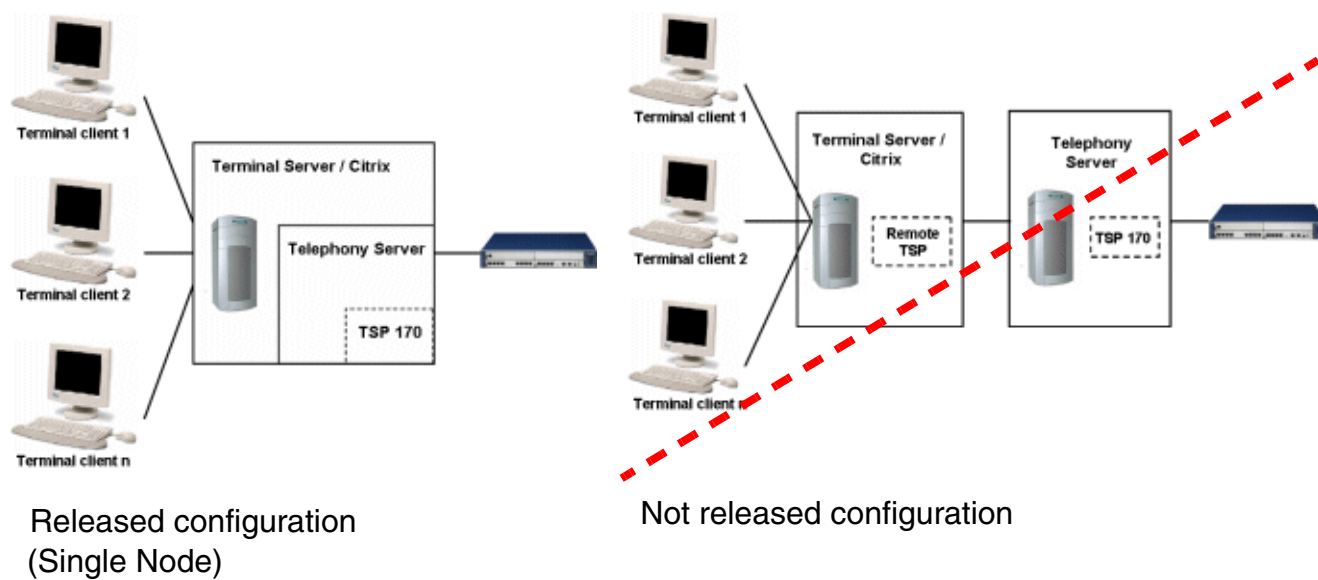 Terminal client 1
Terminal Server / Citrix
Terminal client 2
Telephony Server
TSP 170
Terminal client n
Released configuration
(Single Node)
Terminal client 1
Terminal Server /
Citrix
Telephony
Server
Terminal client 2
Remote
TSP
TSP 170
Terminal client
Not released configuration